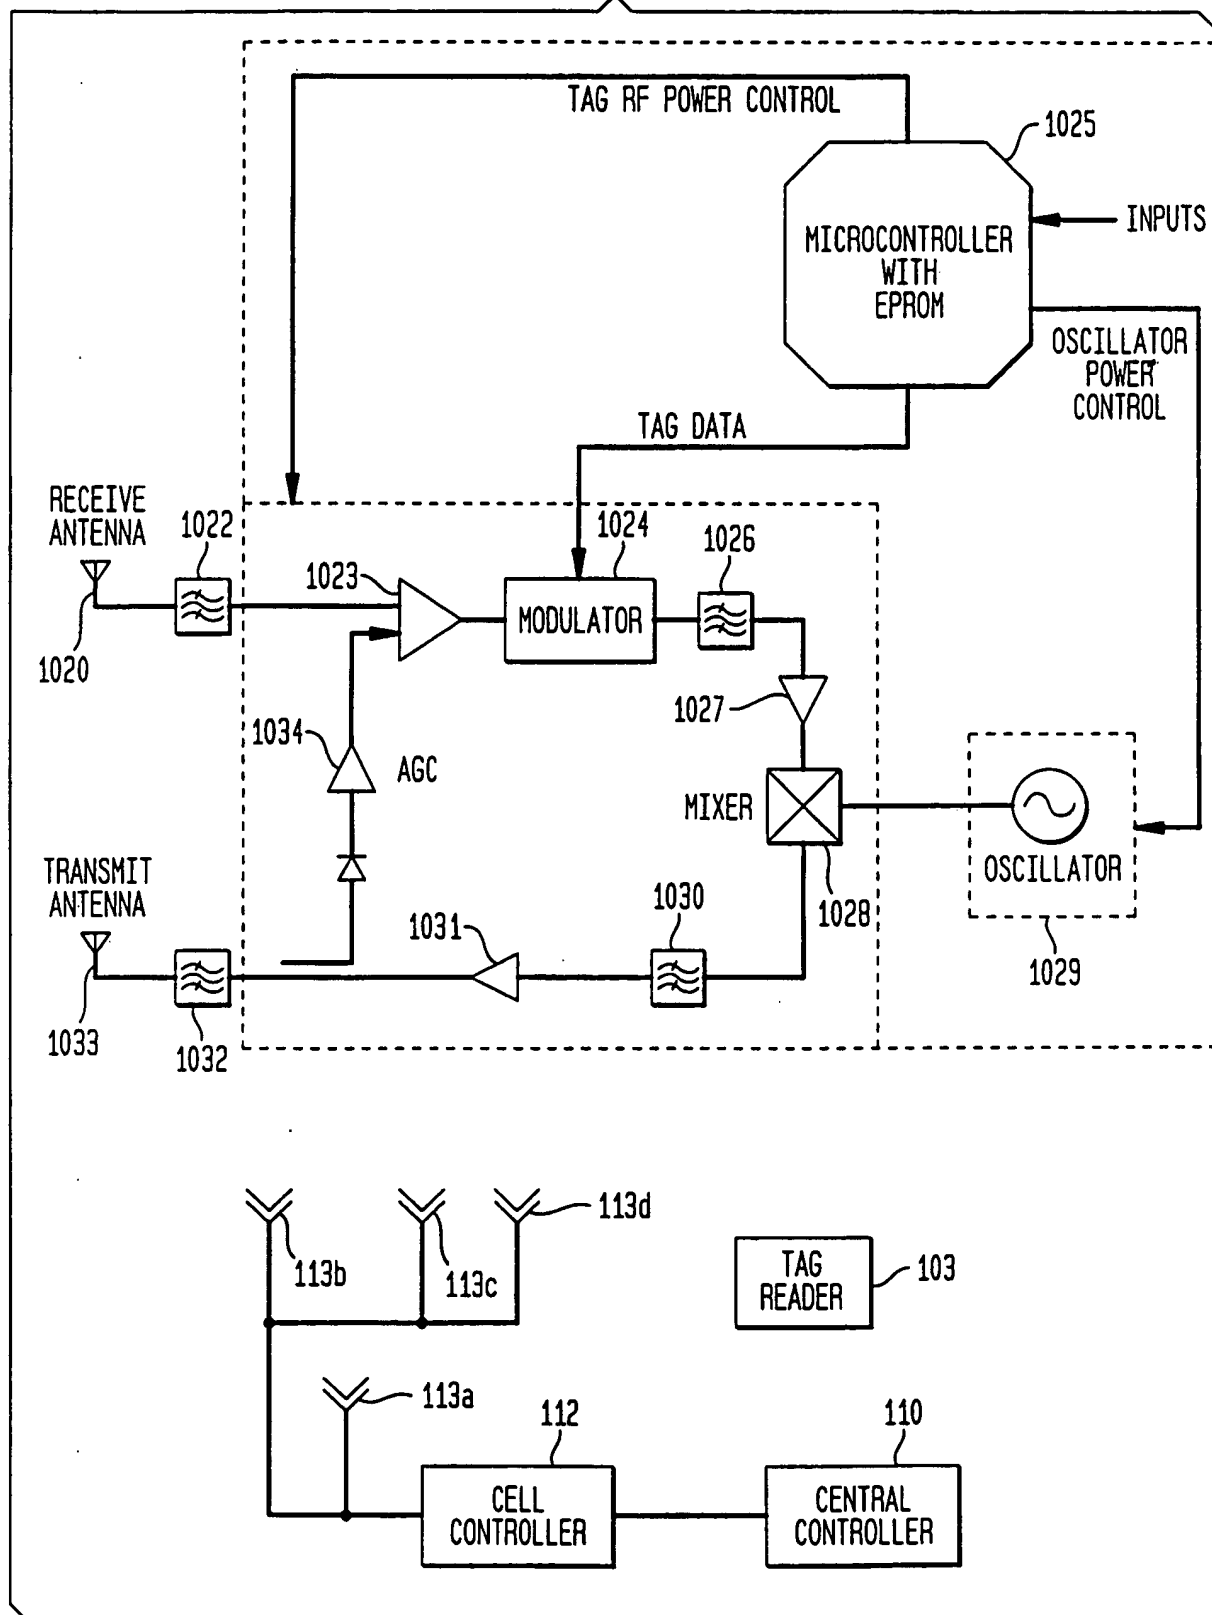 TAG RF POWER CONTROL
1025
INPUTS
MICROCONTROLLER
WITH
EPROM
OSCILLATOR
POWER
CONTROL
TAG DATA
RECEIVE
ANTENNA
1022
1024
1026
1023
MODULATOR
1020
1027
1034
AGC
MIXER
TRANSMIT
ANTENNA
OSCILLATOR
1031
1030
1028
1029
1033
1032
113d
113b
113c
TAG
READER
103
113a
112
110
CELL
CONTROLLER
CENTRAL
CONTROLLER